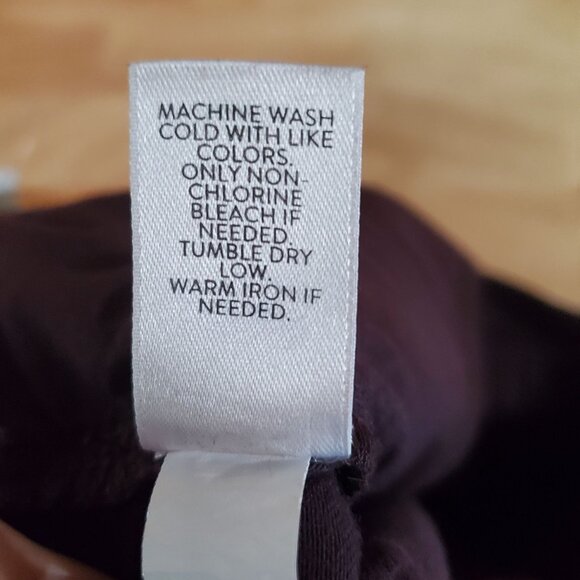 MACHINE WASH
COLD WITH LIKE
COLORS.
ONLY NON-
CHLORINE
BLEACH IF
NEEDED.
TUMBLE DRY
LOW.
WARM IRON IF
NEEDED.